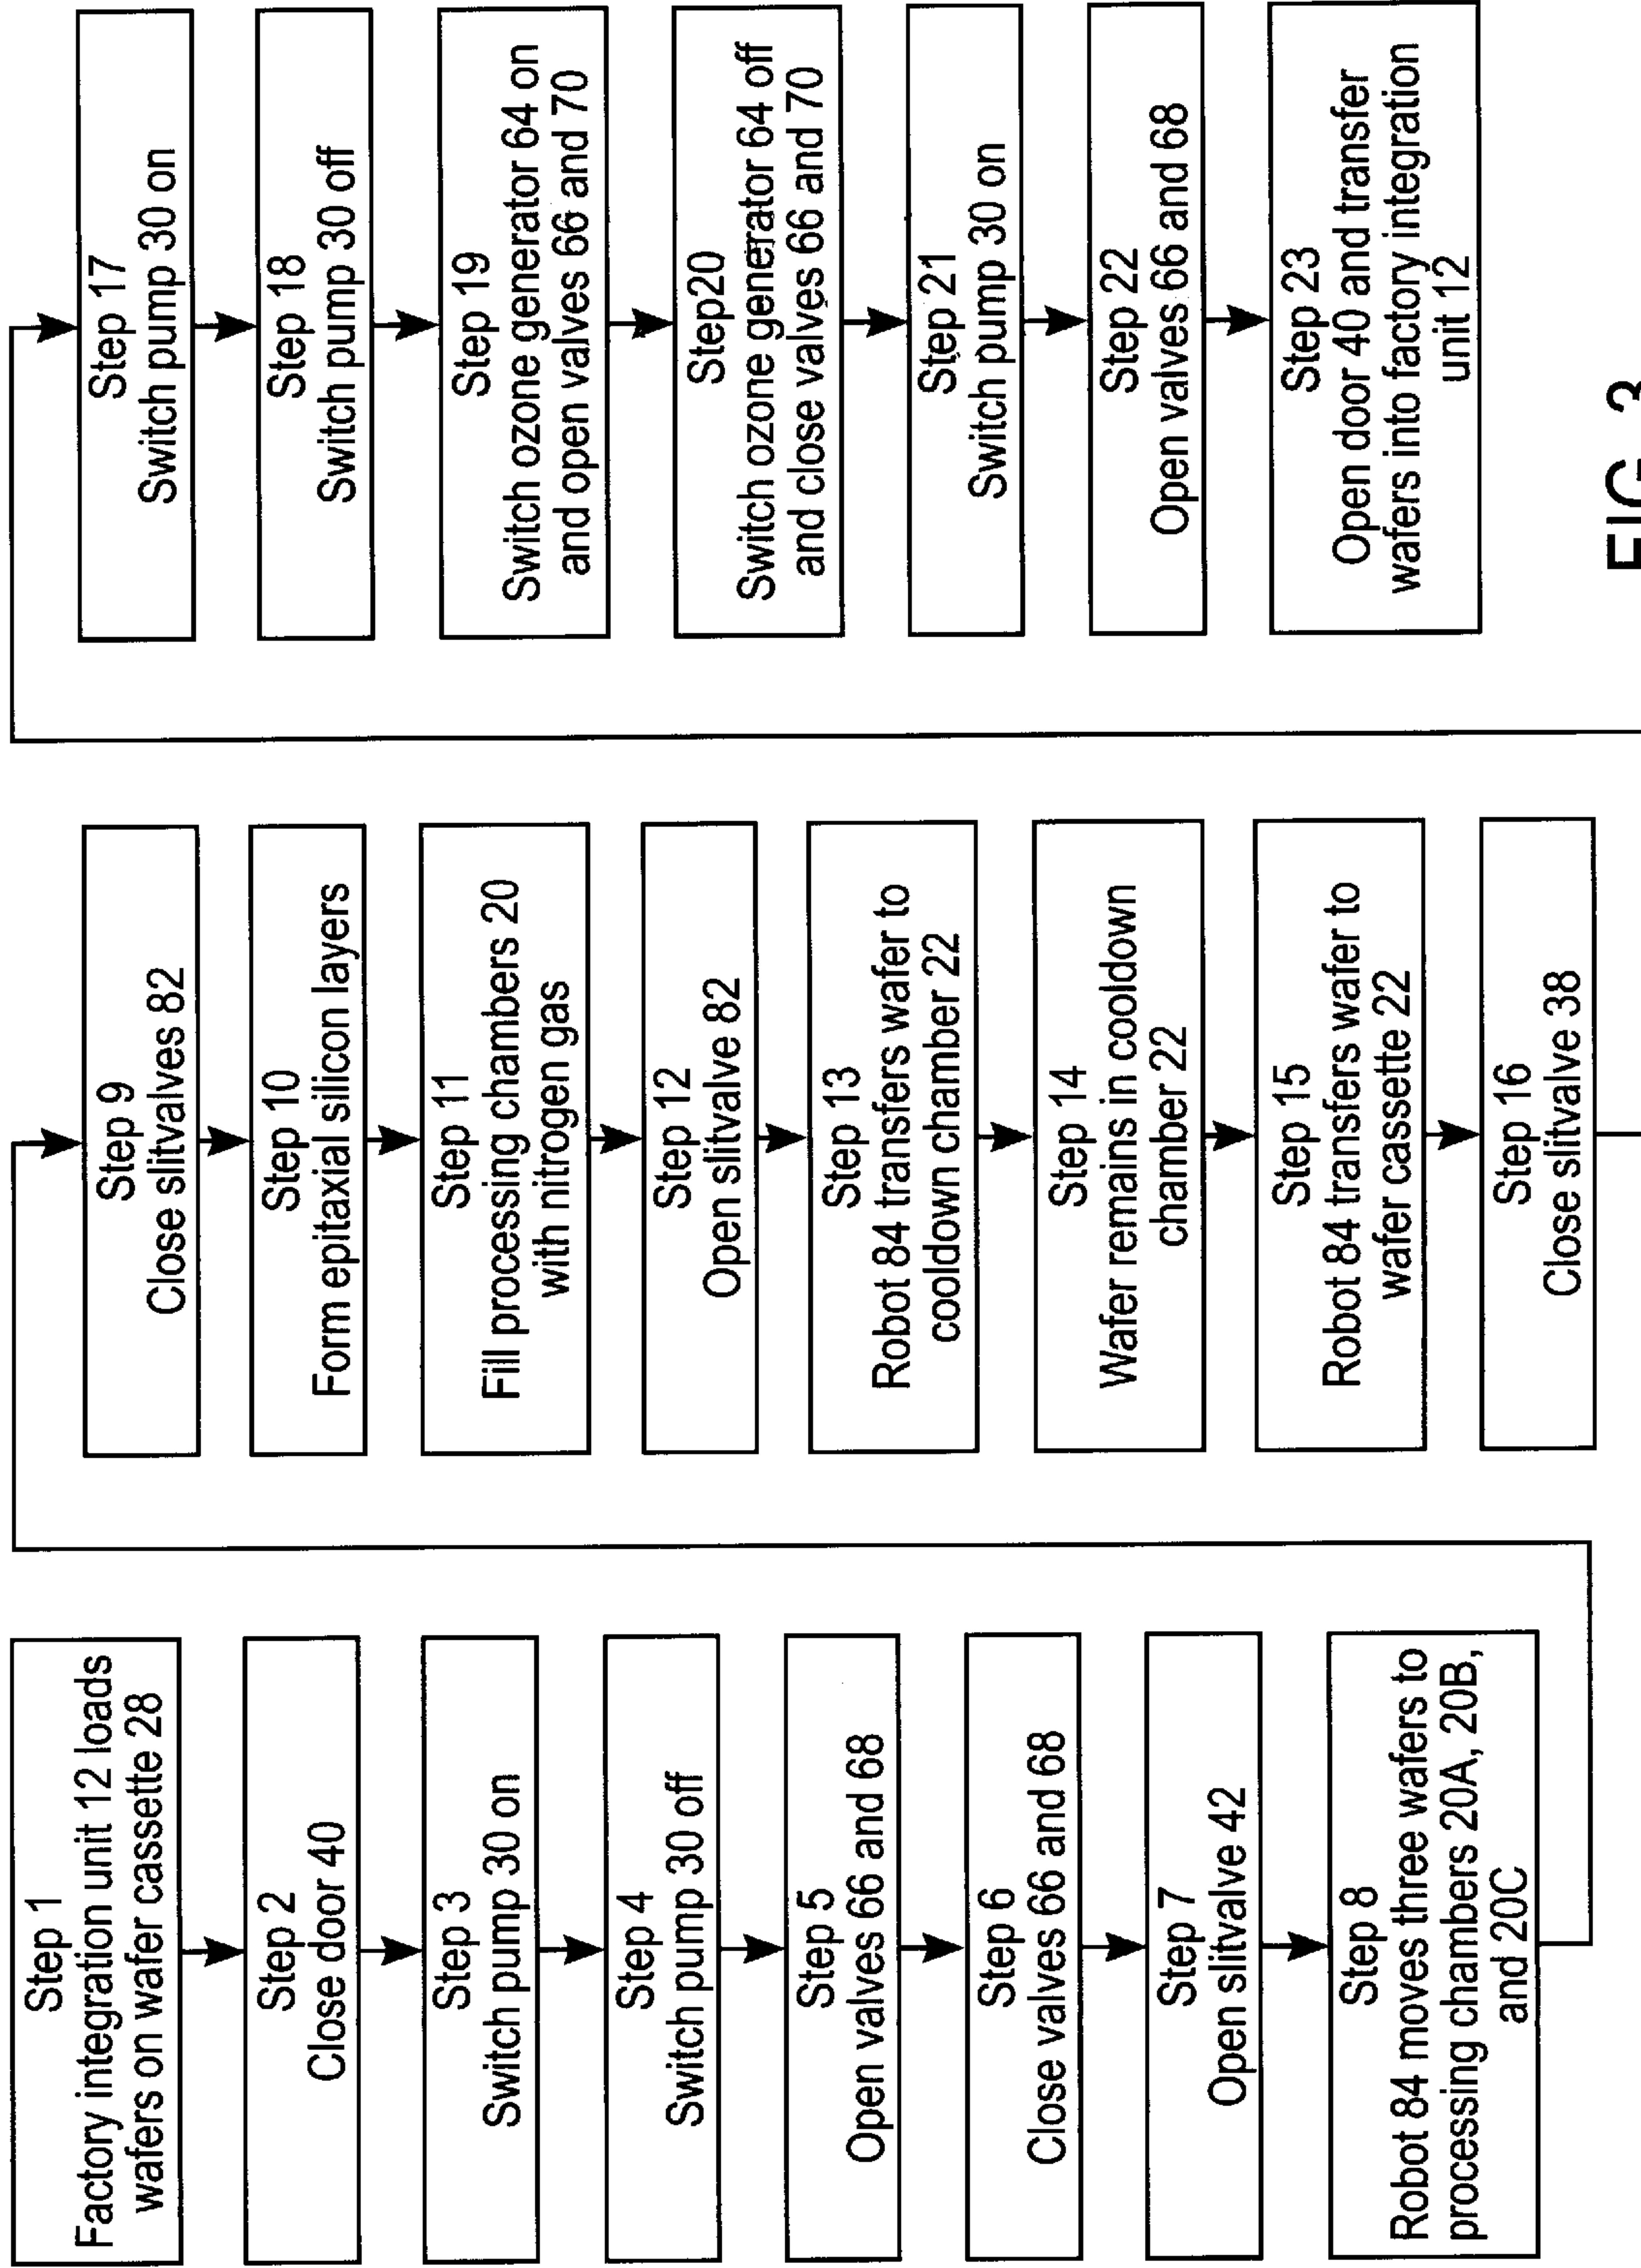 Step 1
Factory integration unit 12 loads
wafers on wafer cassette 28
Step 2
Close door 40
Step 3
Switch pump 30 on
Step 4
Switch pump 30 off
Step 5
Open valves 66 and 68
Step 6
Close valves 66 and 68
Step 7
Open slitvalve 42
Step 8
Robot 84 moves three wafers to
processing chambers 20A, 20B,
and 20C
Step 9
Close slitvalves 82
Step 10
Form epitaxial silicon layers
Step 11
Fill processing chambers 20
with nitrogen gas
Step 12
Open slitvalve 82
Step 13
Robot 84 transfers wafer to
cooldown chamber 22
Step 14
Wafer remains in cooldown
chamber 22
Step 15
Robot 84 transfers wafer to
wafer cassette 22
Step 16
Close slitvalve 38
Step 17
Switch pump 30 on
Step 18
Switch pump 30 off
Step 19
Switch ozone generator 64 on
and open valves 66 and 70
Step20
Switch ozone generator 64 off
and close valves 66 and 70
Step 21
Switch pump 30 on
Step 22
Open valves 66 and 68
Step 23
Open door 40 and transfer
wafers into factory integration
unit 12
FIG. 3